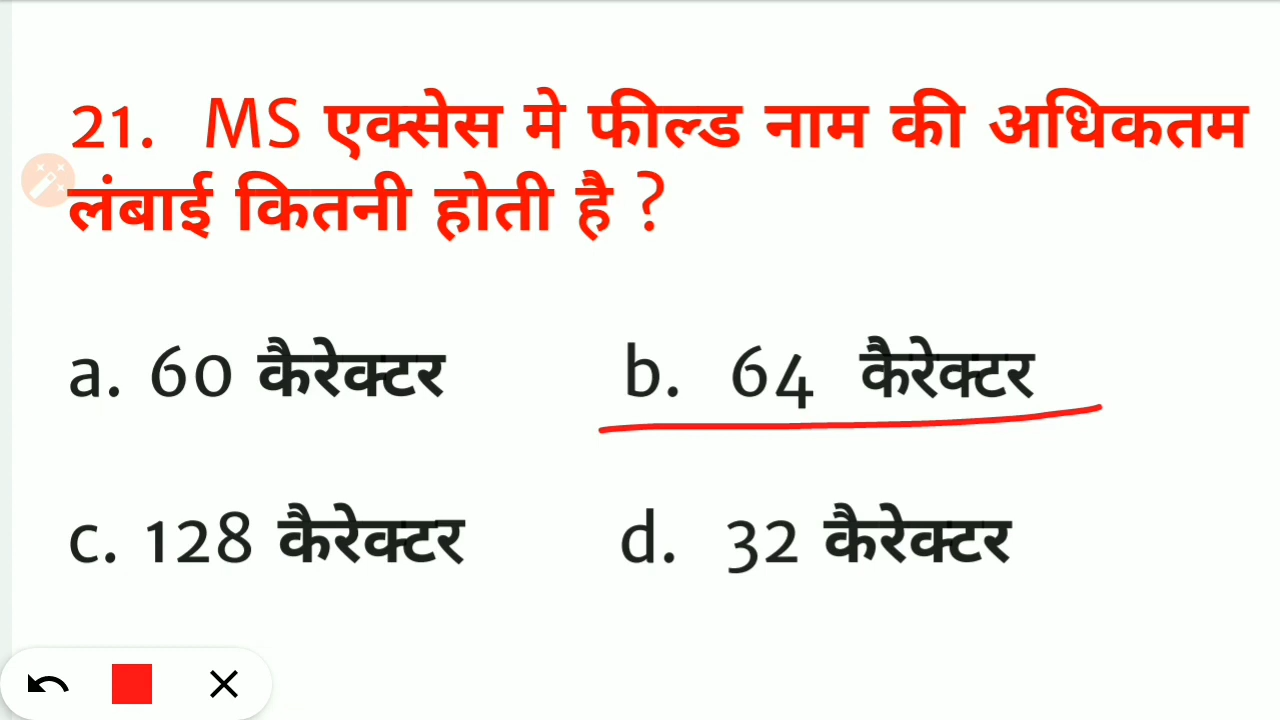 21. MS एक्सेस मे फील्ड नाम की अधिकतम
लंबाई कितनी होती है ?
a. 60 कैरेक्टर b. 64 कैरेक्टर
c. 128 कैरेक्टर d. 32 कैरेक्टर